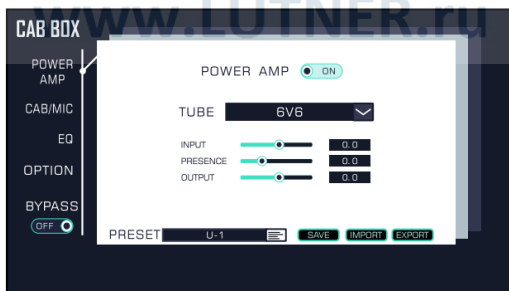 WWW.LUTNER.ru
CAB BOX
POWER AMP
CAB/MIC
EQ
OPTION
BYPASS
OFF
POWER AMP ON
TUBE 6V6
INPUT 0.0
PRESENCE 0.0
OUTPUT 0.0
PRESET U-1 SAVE IMPORT EXPORT